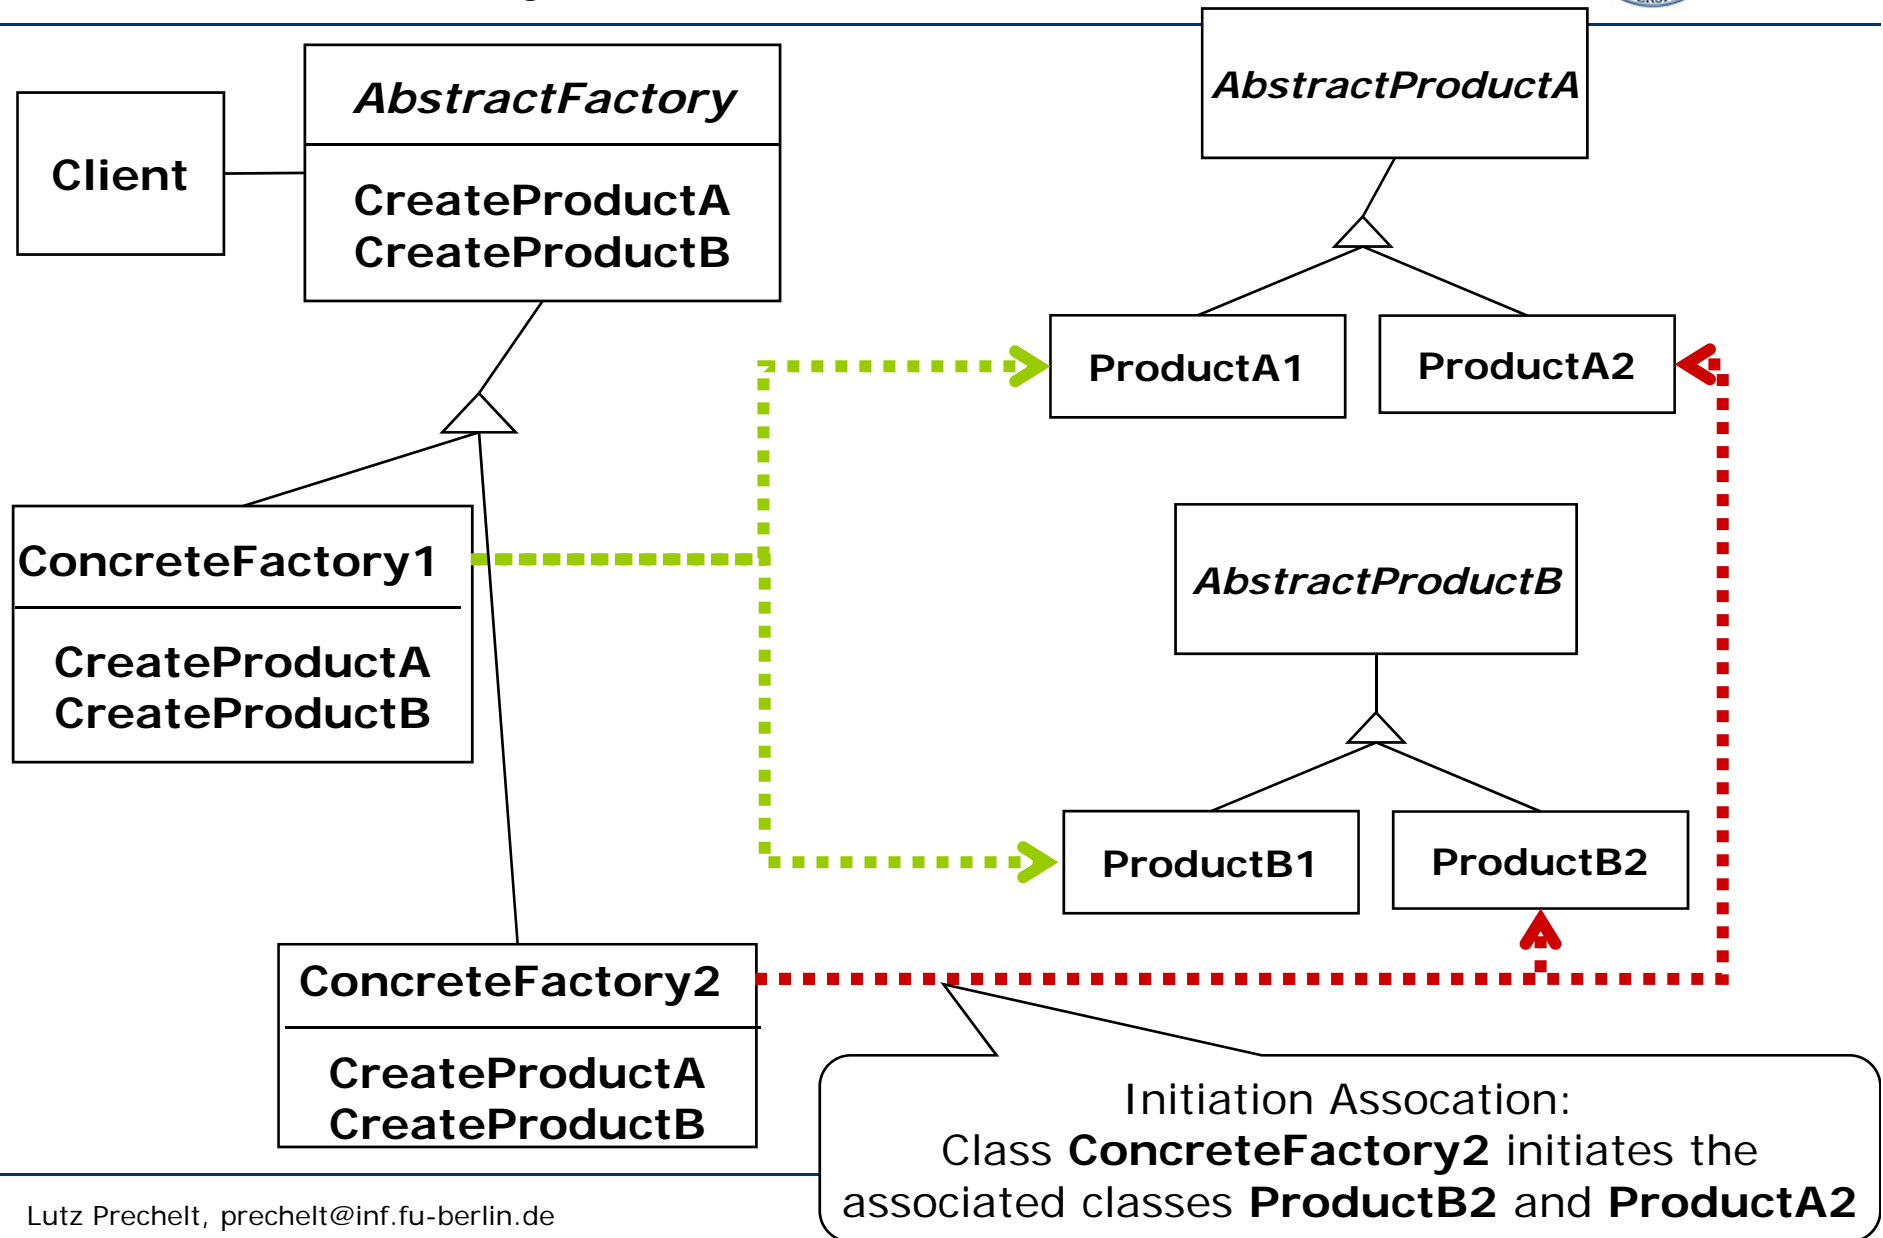 AbstractFactory
CreateProductA
CreateProductB
Client
AbstractProductA
ProductA1
ProductA2
ConcreteFactory1
CreateProductA
CreateProductB
AbstractProductB
ProductB1
ProductB2
ConcreteFactory2
CreateProductA
CreateProductB
Initiation Assocation:
Class ConcreteFactory2 initiates the
associated classes ProductB2 and ProductA2
Lutz Prechelt, prechelt@inf.fu-berlin.de